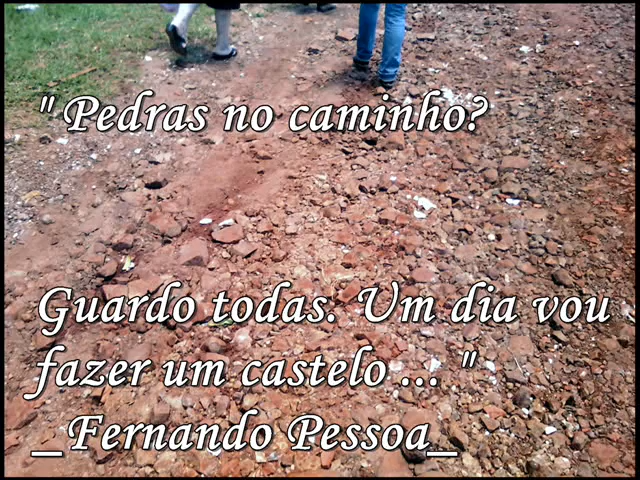 " Pedras no caminho?
Guardo todas. Um dia vou
fazer um castelo ... "
_Fernando Pessoa_